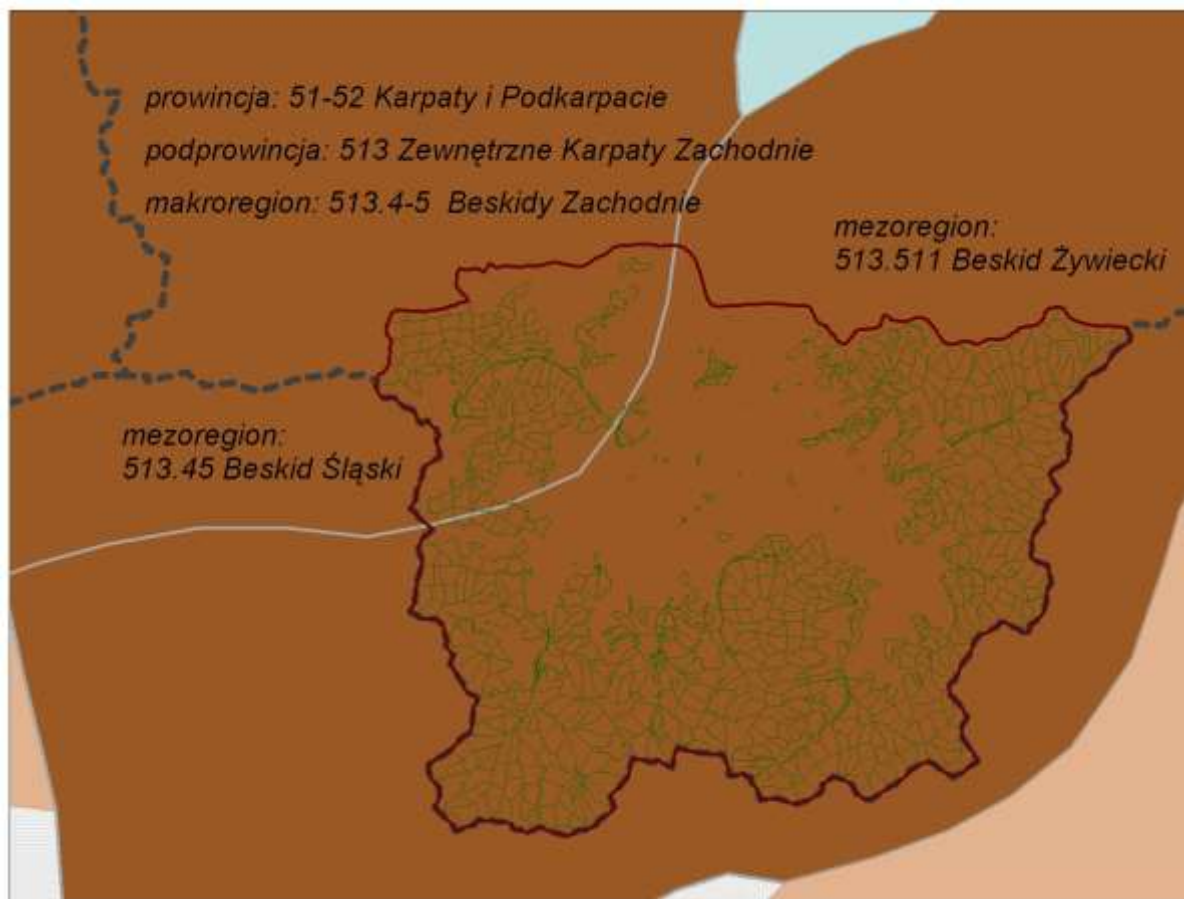 prowincja: 51-52 Karpaty i Podkarpacie
podprowincja: 513 Zewnętrzne Karpaty Zachodnie
makroregion: 513.4-5 Beskidy Zachodnie
mezoregion:
513.511 Beskid Żywiecki
mezoregion:
513.45 Beskid Śląski